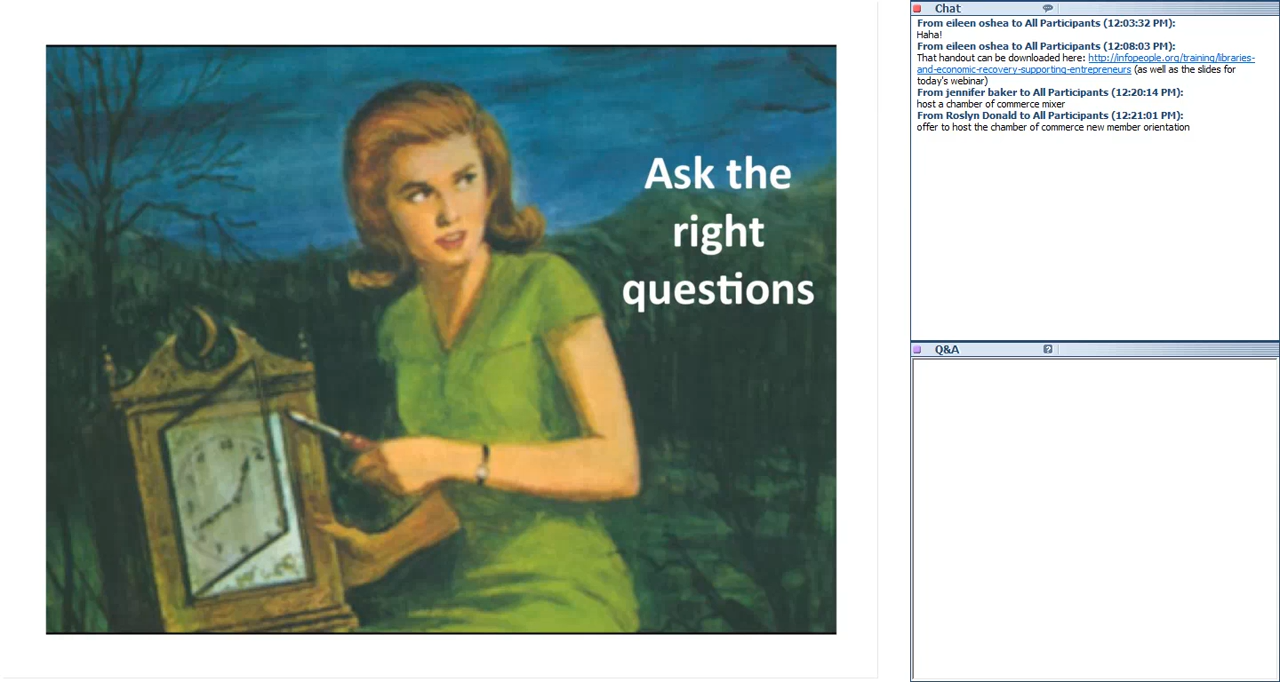 Ask the
right
questions
Chat
From eileen oshea to All Participants (12:03:32 PM):
Haha!
From eileen oshea to All Participants (12:08:03 PM):
That handout can be downloaded here: http://infopeople.org/training/libraries-
and-economic-recovery-supporting-entrepreneurs (as well as the slides for
today's webinar)
From jennifer baker to All Participants (12:20:14 PM):
host a chamber of commerce mixer
From Roslyn Donald to All Participants (12:21:01 PM):
offer to host the chamber of commerce new member orientation
Q&A